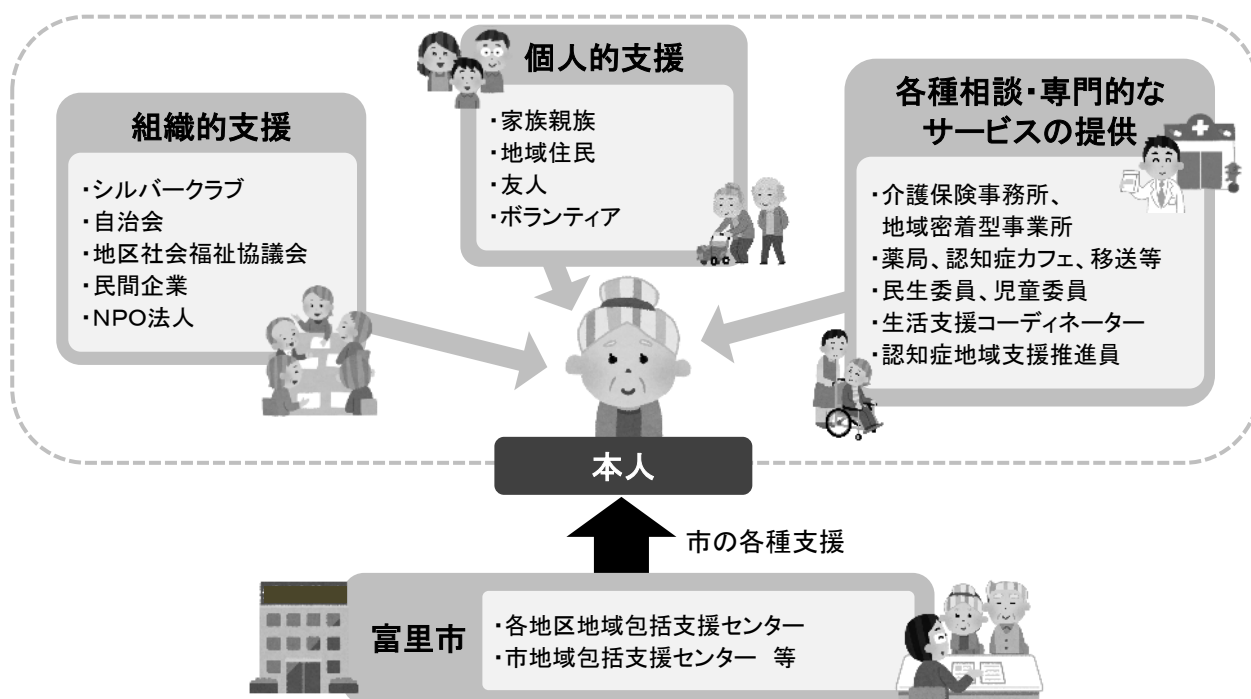 組織的支援
・シルバークラブ
・自治会
・地区社会福祉協議会
・民間企業
・NPO法人
個人的支援
・家族親族
・地域住民
・友人
・ボランティア
各種相談・専門的な
サービスの提供
・介護保険事務所、
地域密着型事業所
・薬局、認知症カフェ、移送等
・民生委員、児童委員
・生活支援コーディネーター
・認知症地域支援推進員
本人
市の各種支援
富里市
・各地区地域包括支援センター
・市地域包括支援センター 等